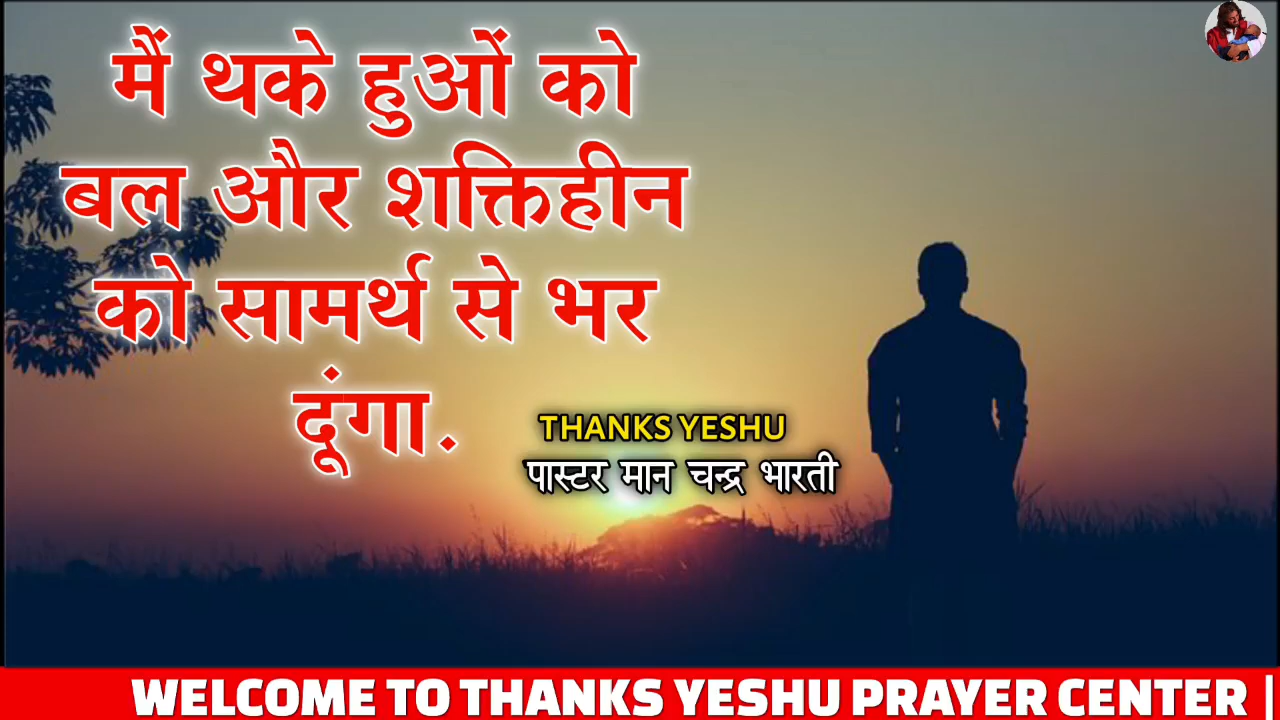 मैं थके हुओं को
बल और शक्तिहीन
को सामर्थ से भर
दूंगा.
THANKS YESHU
पास्टर मान चन्द्र भारती
WELCOME TO THANKS YESHU PRAYER CENTER |